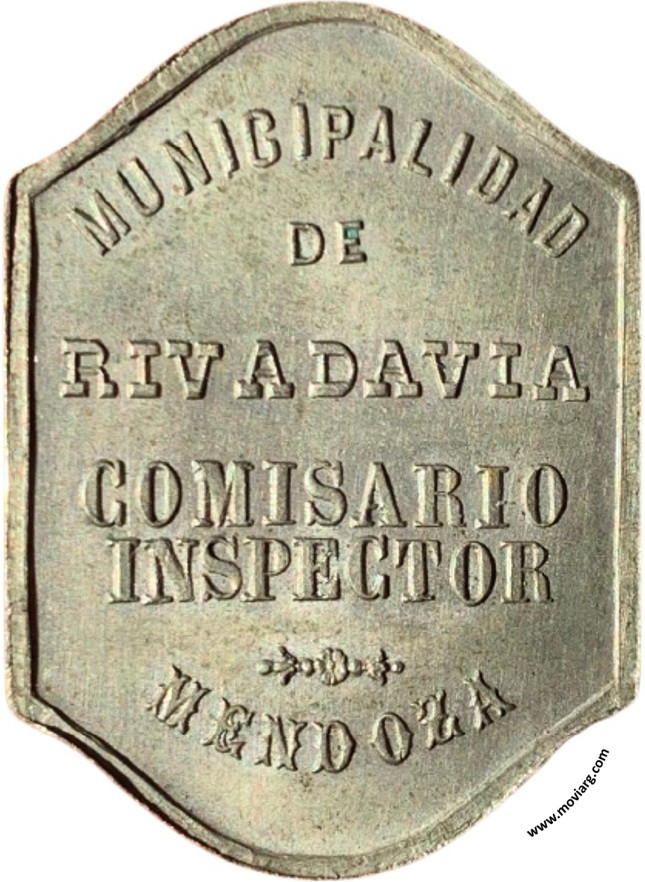 MUNICIPALIDAD
DE
RIVADAVIA
COMISARIO
INSPECTOR
MENDOZA
www.moviarg.com